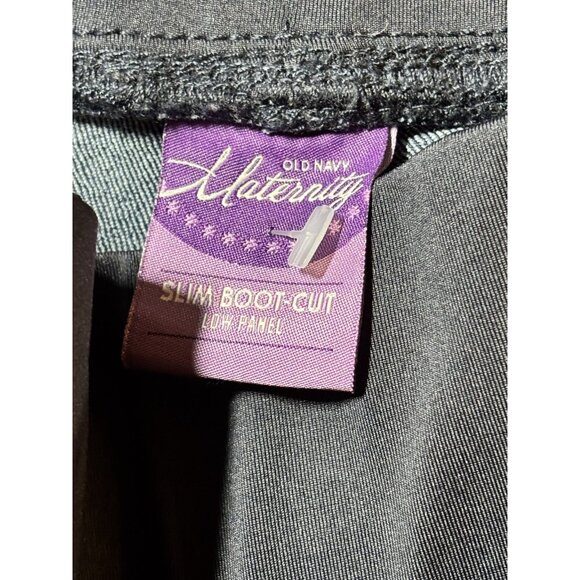 OLD NAVY
Maternity
SLIM BOOT-CUT
LOW PANEL